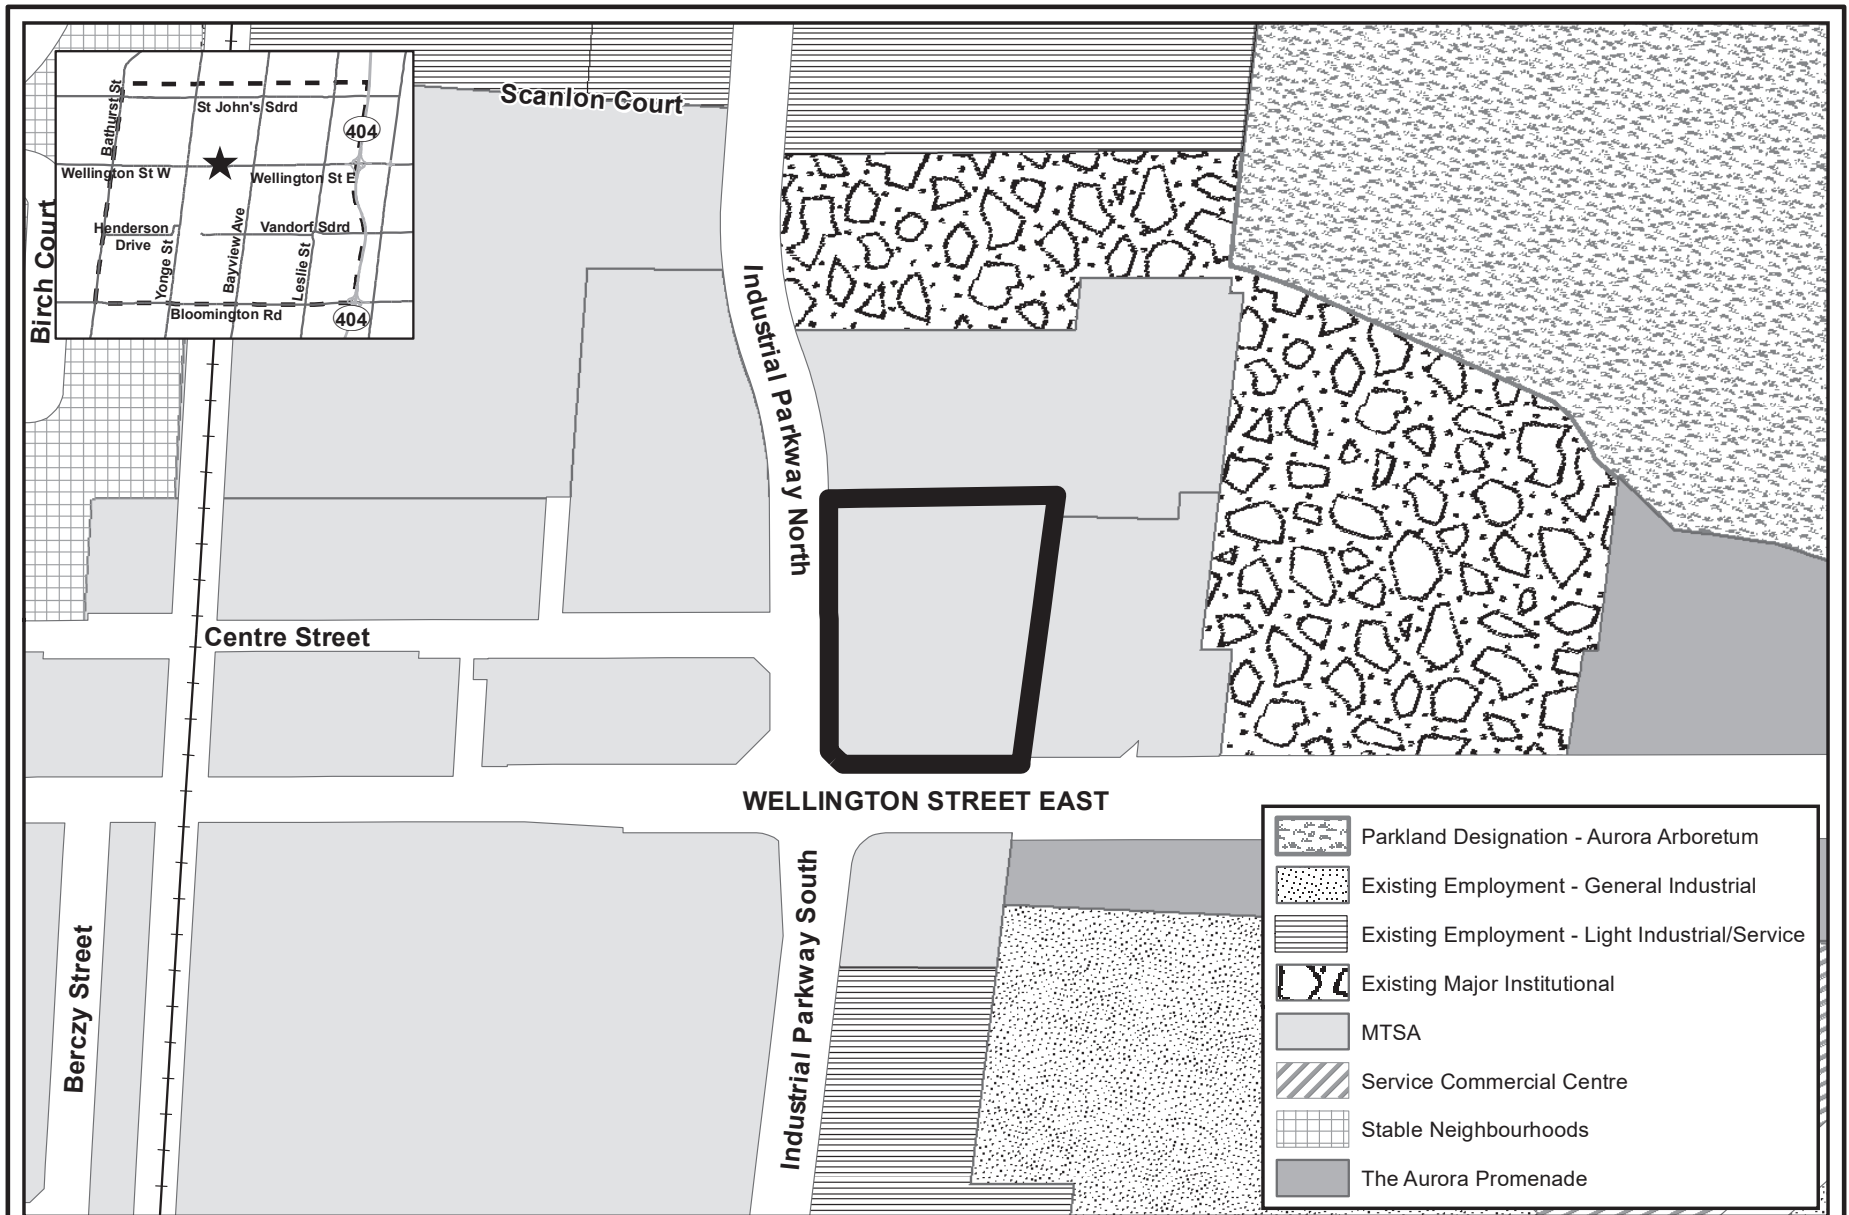 Scanlon Court
Bathurst St
St John's Sdrd
404
Wellington St W
Wellington St E
Henderson
Drive
Yonge St
Bayview Ave
Vandorf Sdrd
Leslie St
Bloomington Rd
404
Birch Court
Industrial Parkway North
Centre Street
WELLINGTON STREET EAST
Industrial Parkway South
Berczy Street
Parkland Designation - Aurora Arboretum
Existing Employment - General Industrial
Existing Employment - Light Industrial/Service
Existing Major Institutional
MTSA
Service Commercial Centre
Stable Neighbourhoods
The Aurora Promenade